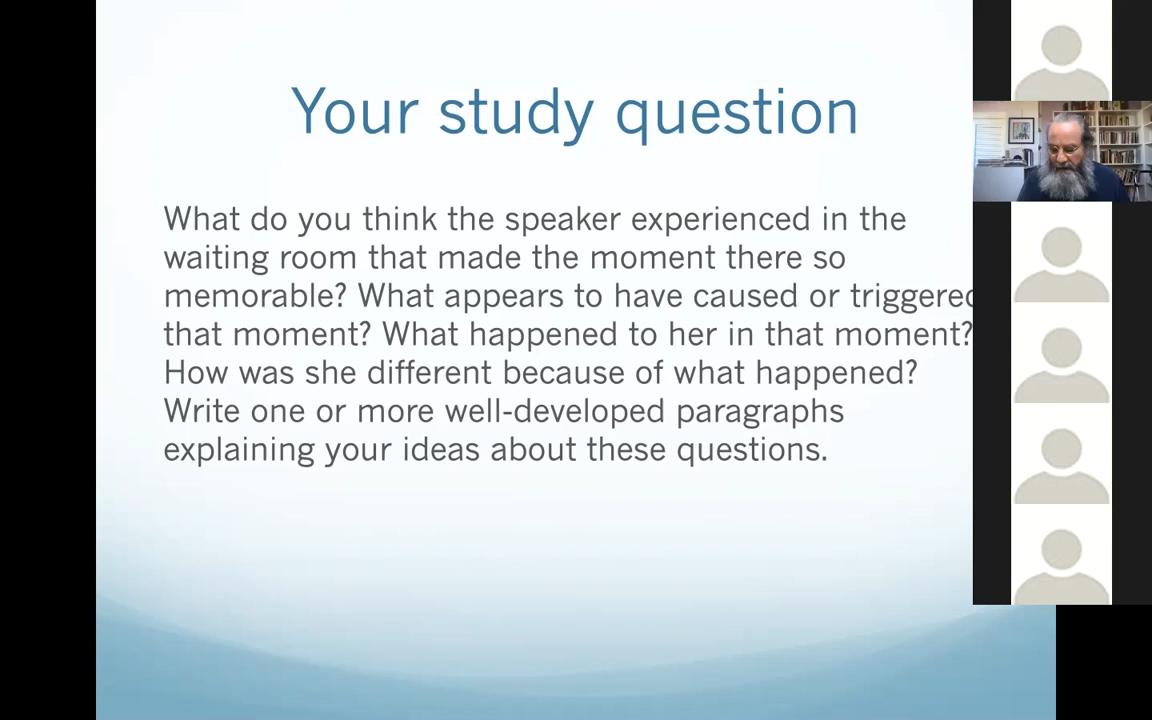 Your study question
What do you think the speaker experienced in the
waiting room that made the moment there so
memorable? What appears to have caused or triggered
that moment? What happened to her in that moment?
How was she different because of what happened?
Write one or more well-developed paragraphs
explaining your ideas about these questions.